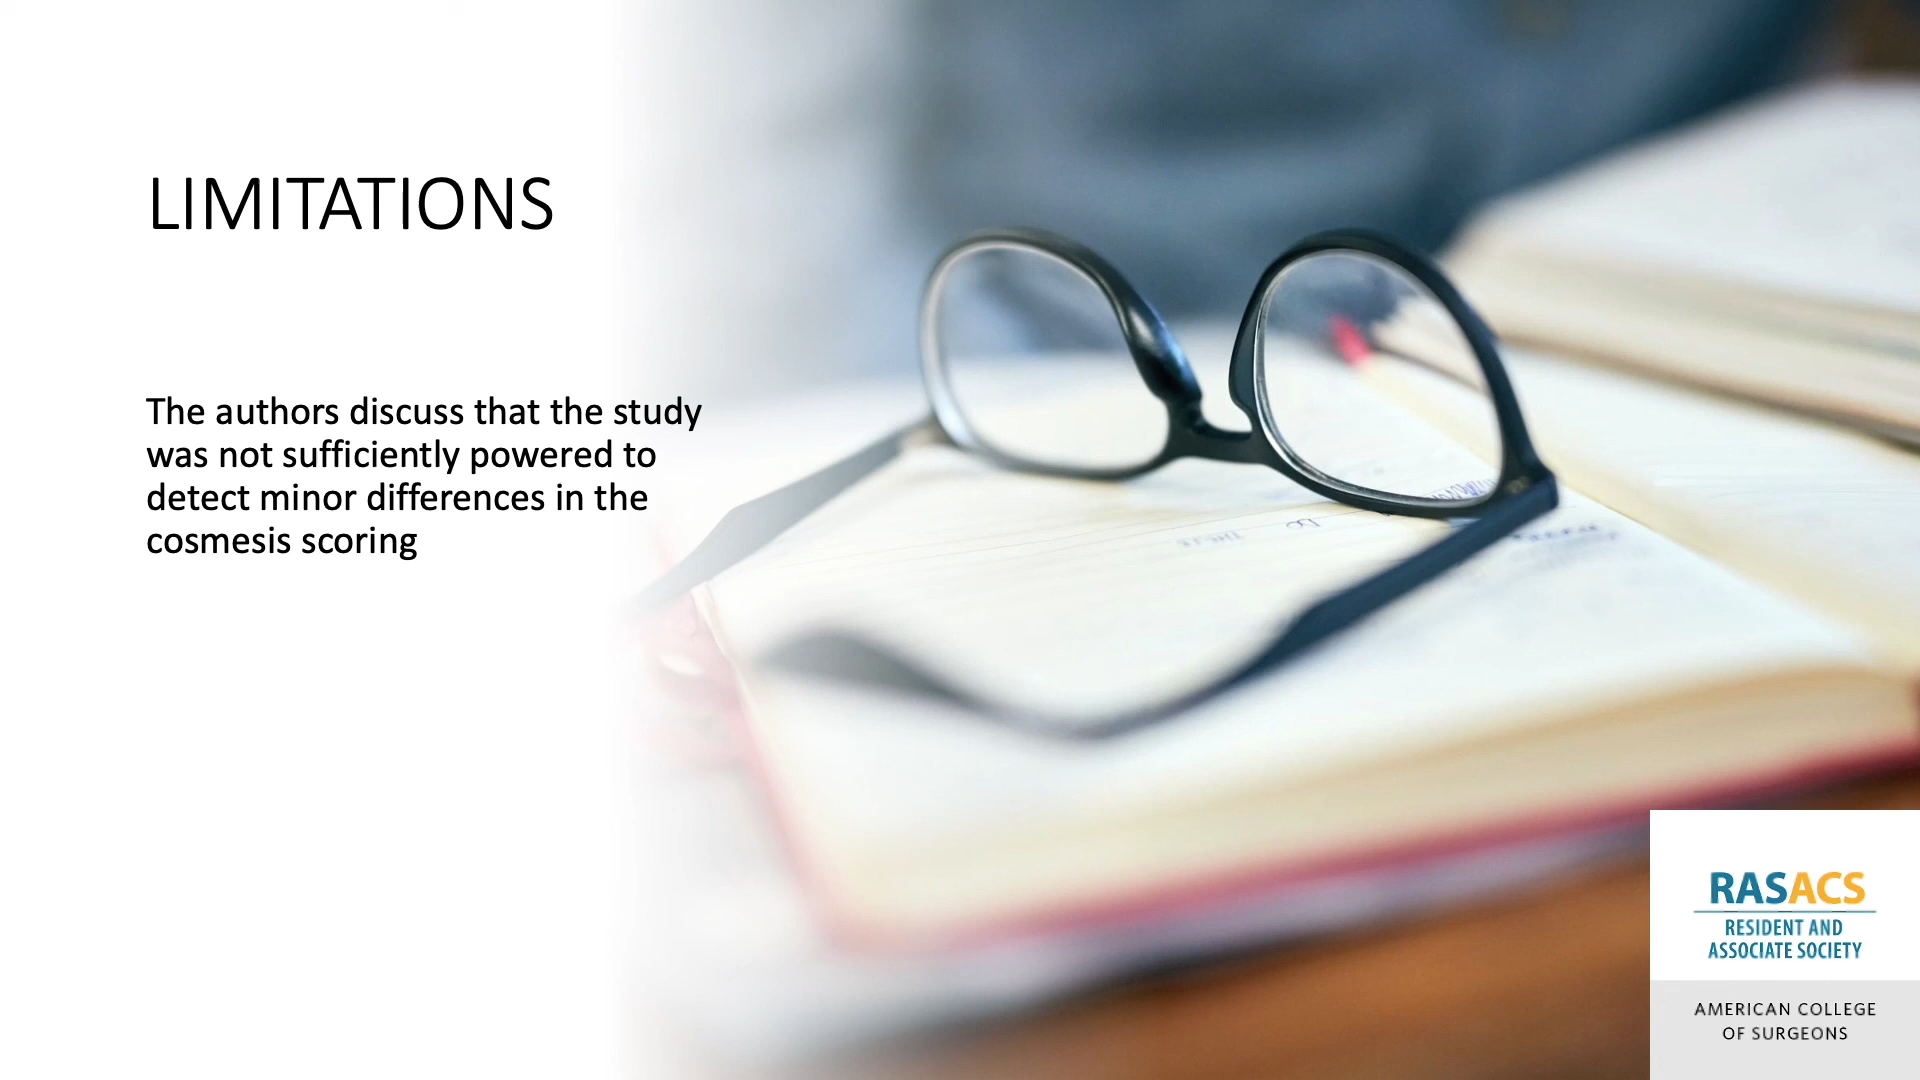 LIMITATIONS
The authors discuss that the study
was not sufficiently powered to
detect minor differences in the
cosmesis scoring
RASACS
RESIDENT AND
ASSOCIATE SOCIETY
AMERICAN COLLEGE
OF SURGEONS